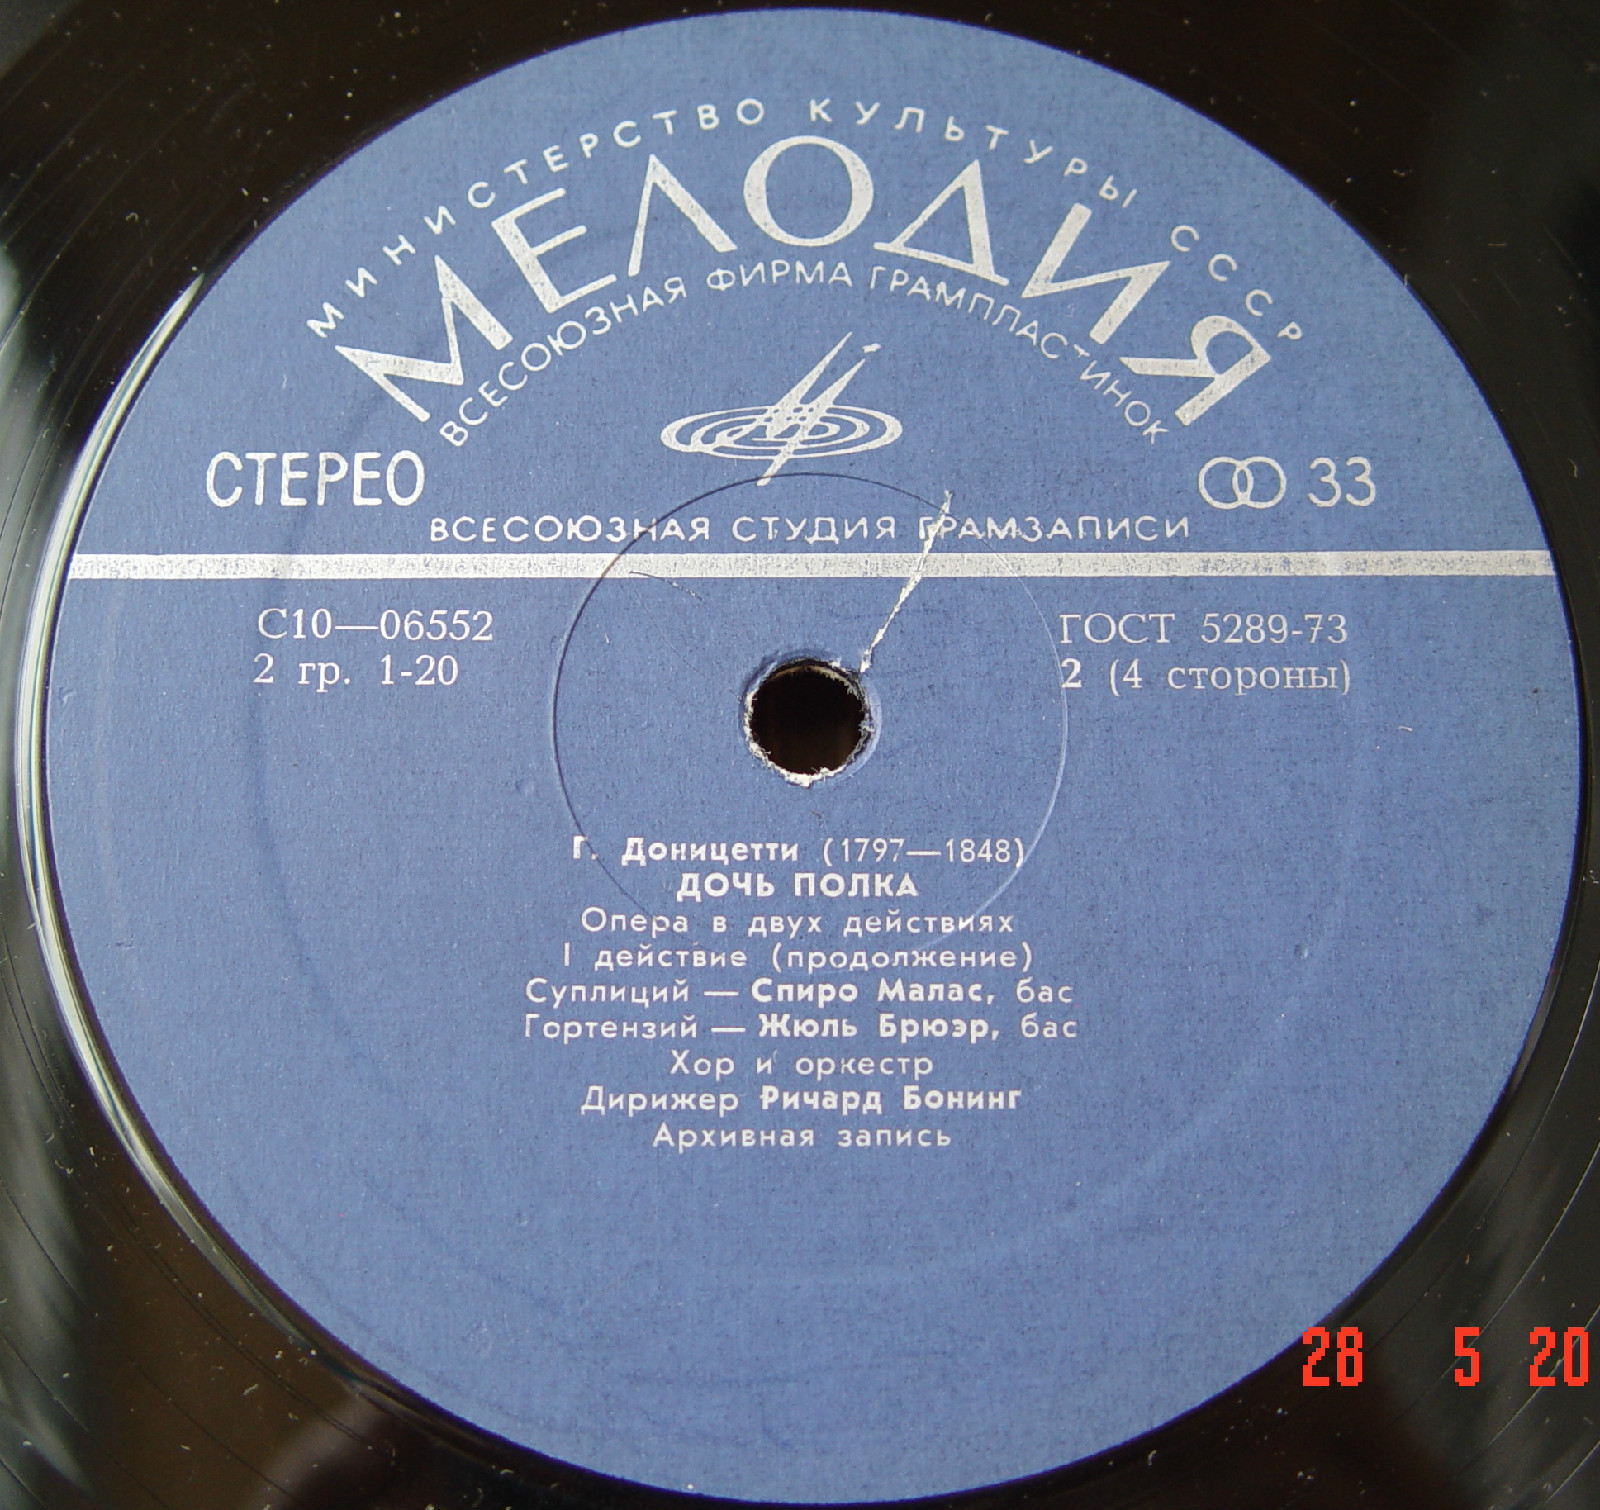 МИНИСТЕРСТВО КУЛЬТУРЫ СССР
МЕЛОДИЯ
ВСЕСОЮЗНАЯ ФИРМА ГРАМПЛАСТИНОК
СТЕРЕО
33
ВСЕСОЮЗНАЯ СТУДИЯ ГРАМЗАПИСИ
С10—06552
ГОСТ 5289-73
2 гр. 1-20
2 (4 стороны)
Г. Доницетти (1797—1848)
ДОЧЬ ПОЛКА
Опера в двух действиях
I действие (продолжение)
Суплиций — Спиро Малас, бас
Гортензий — Жюль Брюэр, бас
Хор и оркестр
Дирижер Ричард Бонинг
Архивная запись
28 5 20